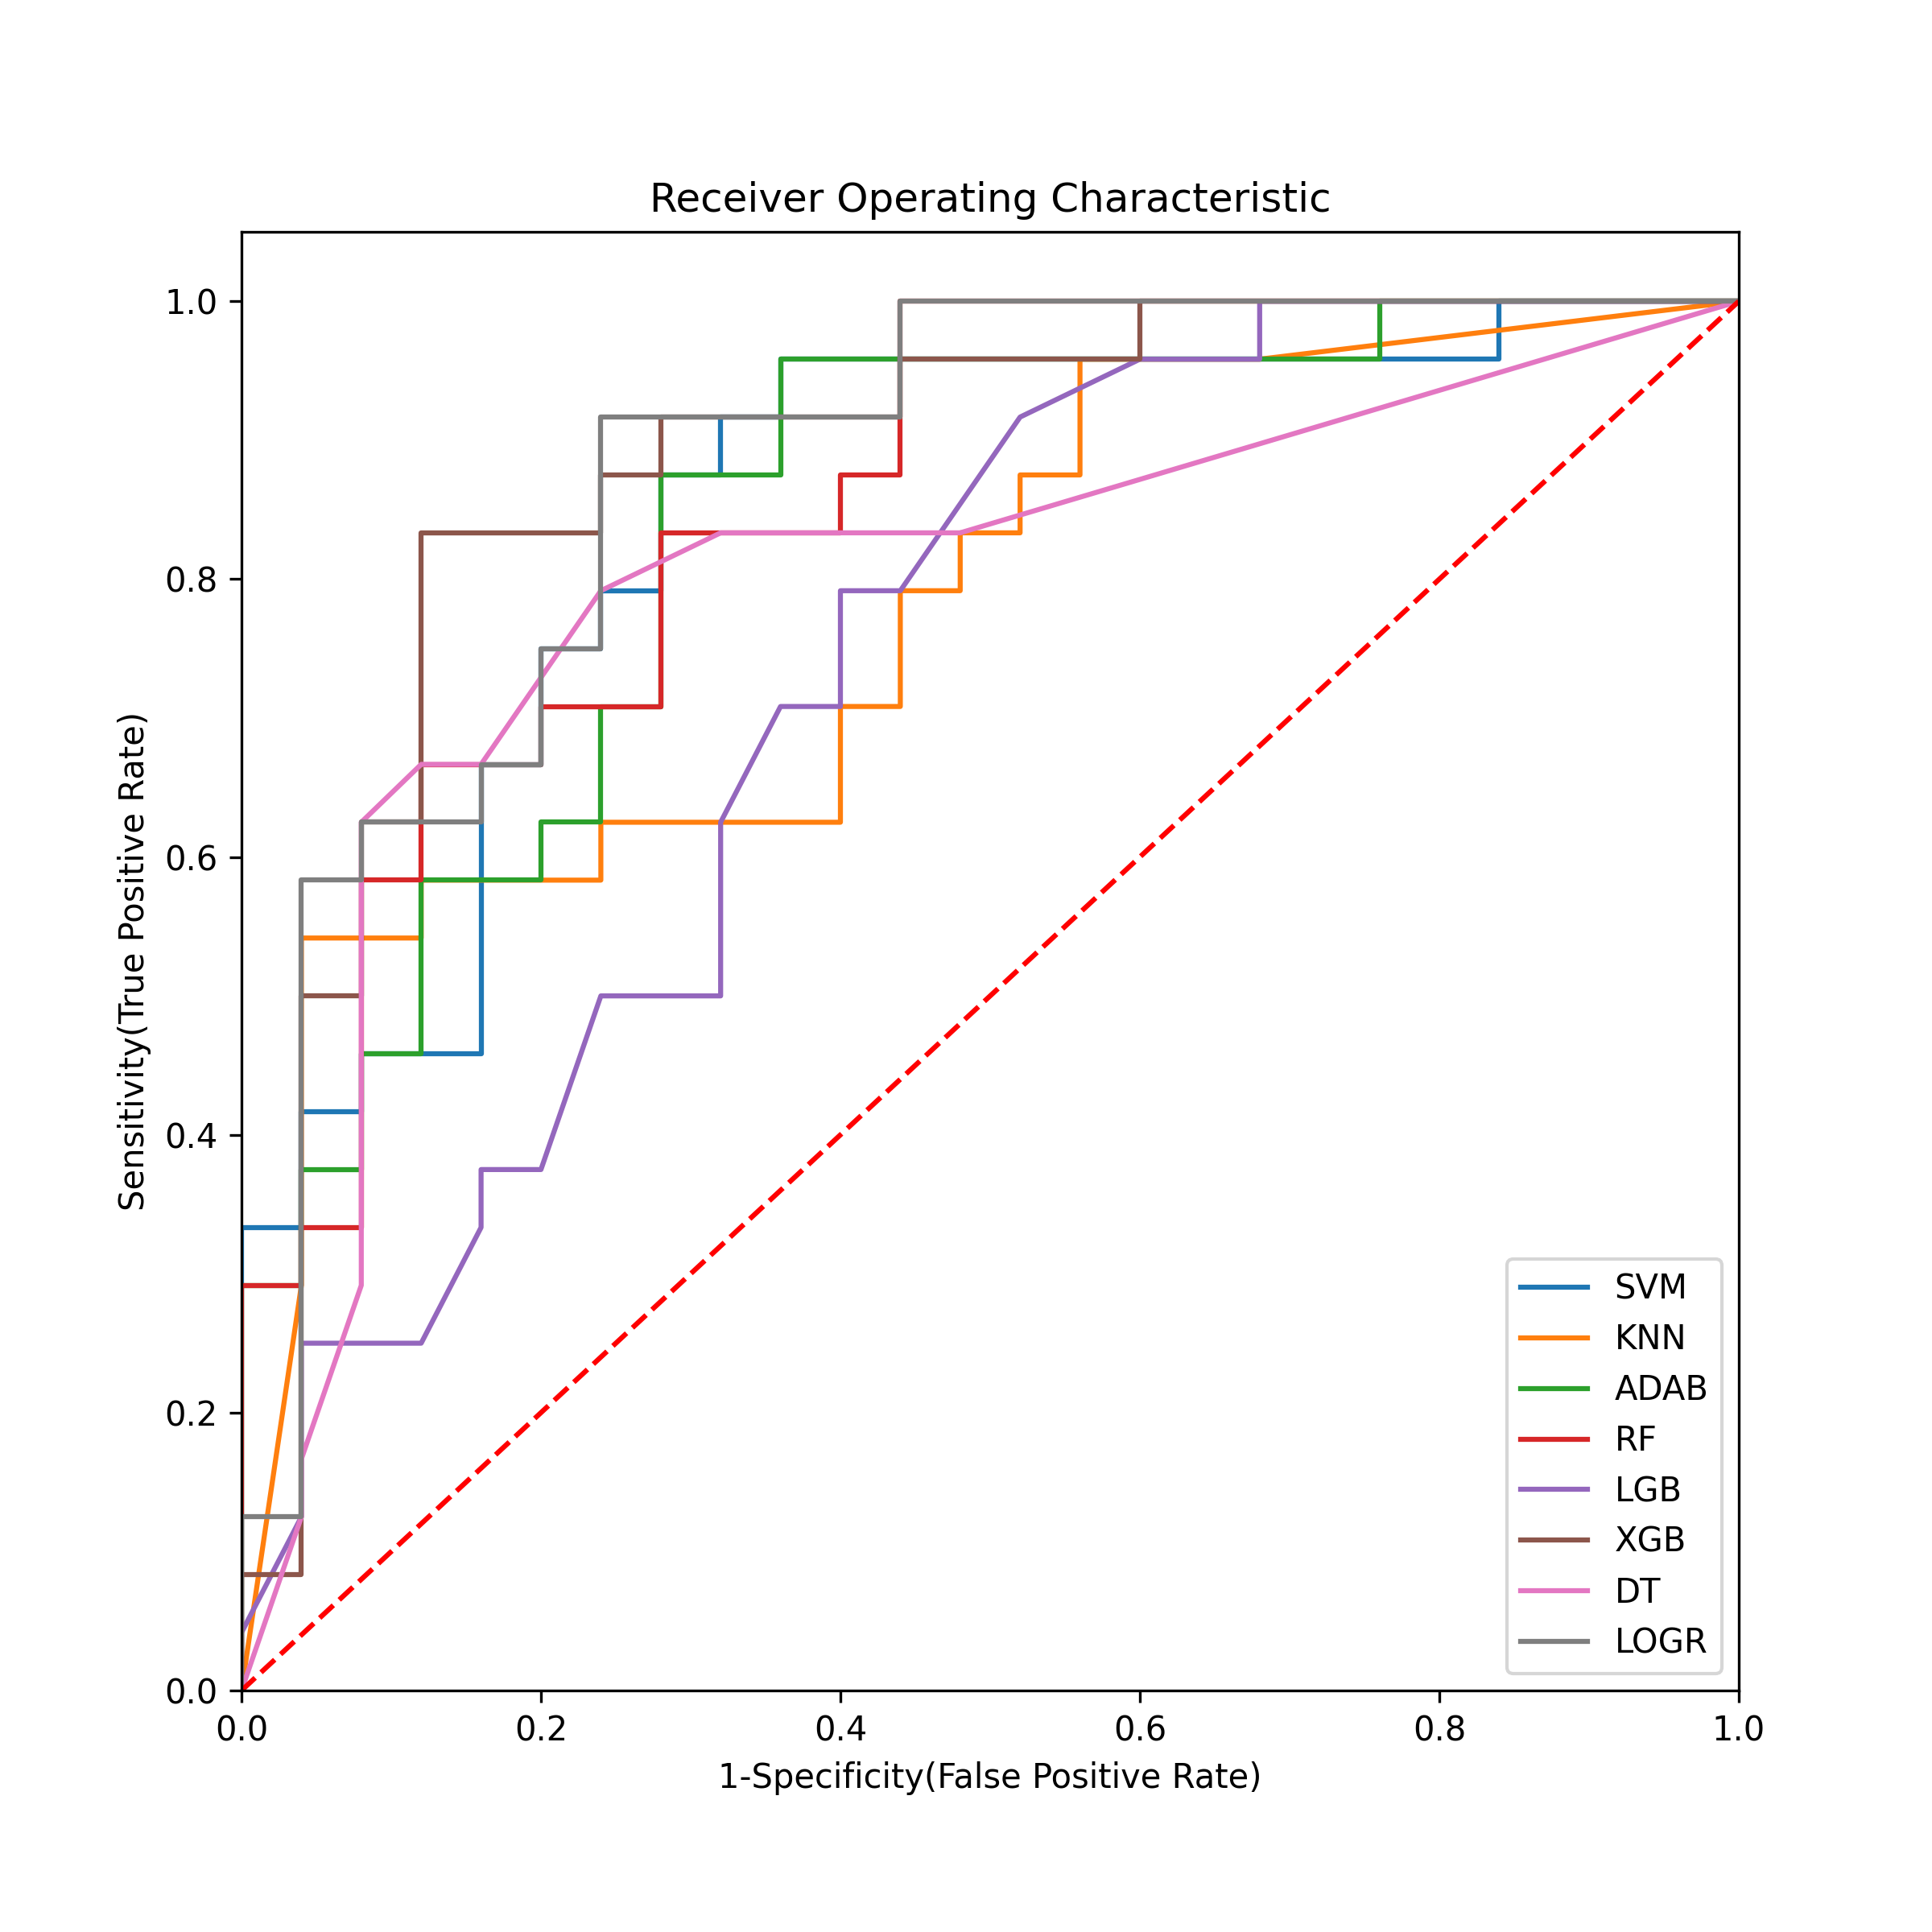 Receiver Operating Characteristic
Sensitivity(True Positive Rate)
1.0
0.8
0.6
0.4
0.2
0.0
0.0 0.2 0.4 0.6 0.8 1.0
1-Specificity(False Positive Rate)
SVM
KNN
ADAB
RF
LGB
XGB
DT
LOGR